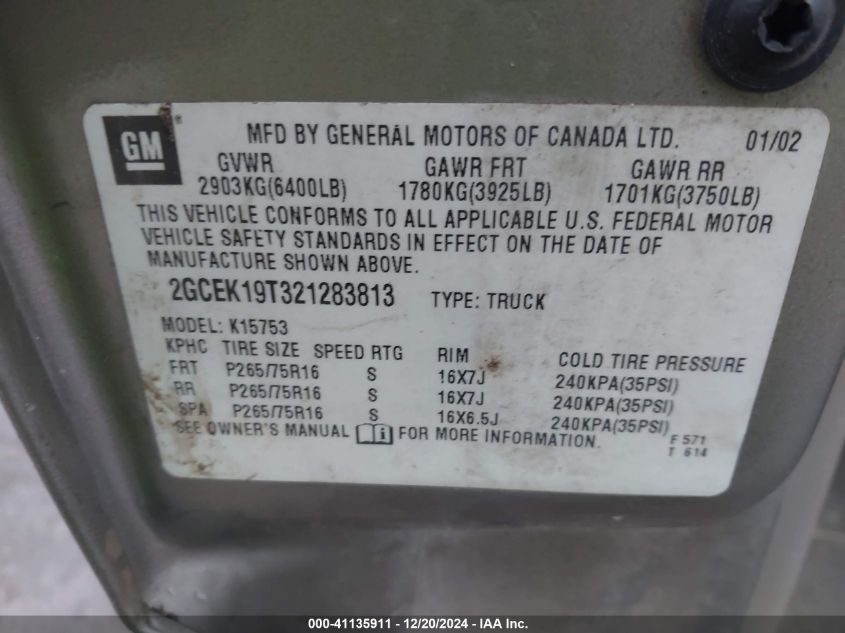 GM ®
MFD BY GENERAL MOTORS OF CANADA LTD. 01/02
GVWR GAWR FRT GAWR RR
2903KG(6400LB) 1780KG(3925LB) 1701KG(3750LB)
THIS VEHICLE CONFORMS TO ALL APPLICABLE U.S. FEDERAL MOTOR
VEHICLE SAFETY STANDARDS IN EFFECT ON THE DATE OF
MANUFACTURE SHOWN ABOVE.
2GCEK19T321283813 TYPE: TRUCK
MODEL: K15753
KPHC TIRE SIZE SPEED RTG RIM COLD TIRE PRESSURE
FRT P265/75R16 S 16X7J 240KPA(35PSI)
RR P265/75R16 S 16X7J 240KPA(35PSI)
SPA P265/75R16 S 16X6.5J 240KPA(35PSI)
SEE OWNER'S MANUAL FOR MORE INFORMATION. F 571
T 614
000-41135911 - 12/20/2024 - IAA Inc.